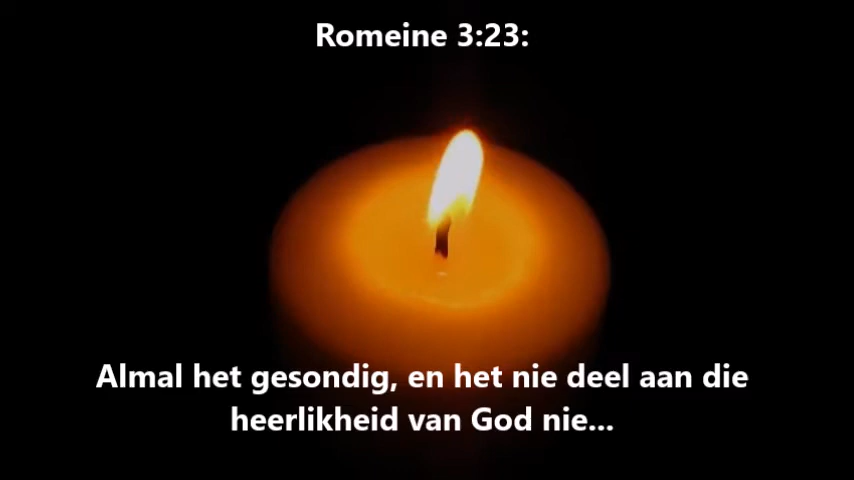 Romeine 3:23:
Almal het gesondig, en het nie deel aan die
heerlikheid van God nie...